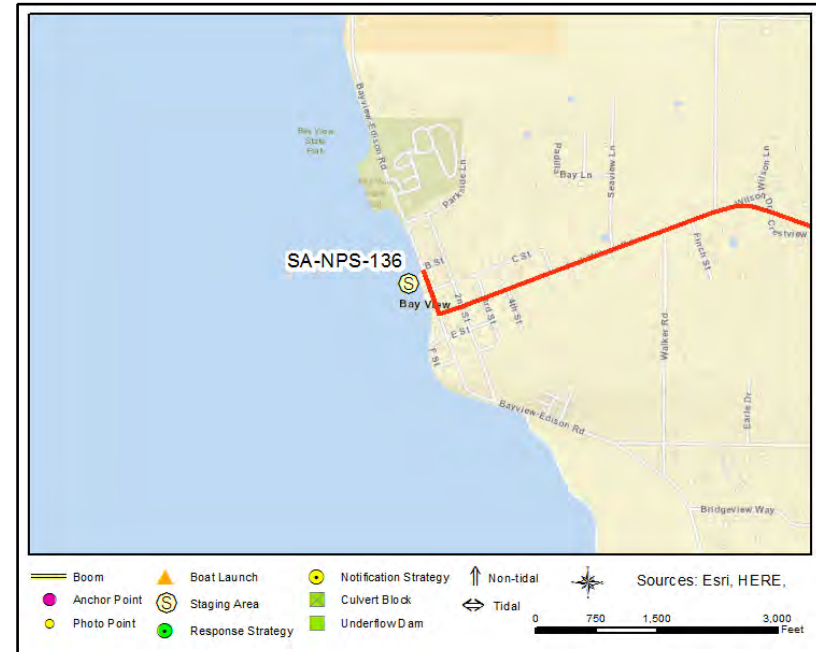 Bayview-Edison Rd
Bay View
State
Park
Parkside Ln
Padilla
Bay Ln
Seaview Ln
Wilson Ln
Wilson Dr
Crestview
Finch St
SA-NPS-136
S
B St
C St
Bay View
2nd St
3rd St
4th St
E St
F St
Walker Rd
Bayview-Edison Rd
Earle Dr
Bridgeview Way
Boom
Boat Launch
Notification Strategy
Non-tidal
Sources: Esri, HERE,
Anchor Point
S
Staging Area
Culvert Block
Tidal
Photo Point
Response Strategy
Underflow Dam
0 750 1,500 3,000
Feet